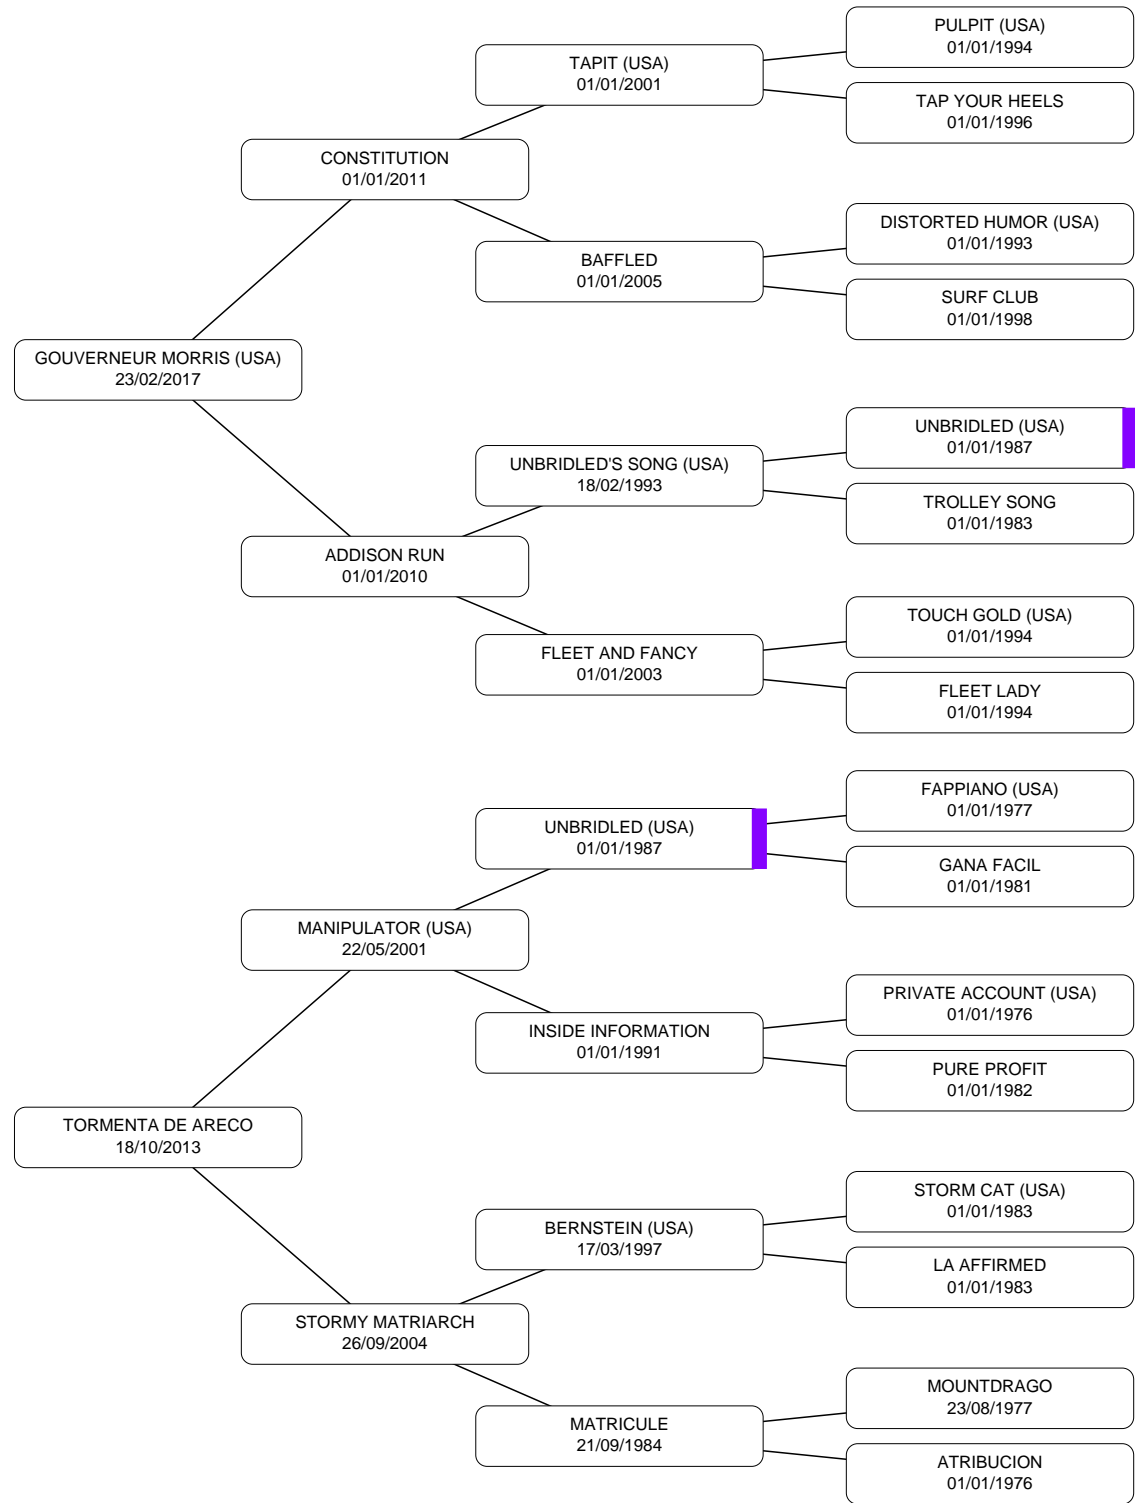 PULPIT (USA)
01/01/1994
TAPIT (USA)
01/01/2001
TAP YOUR HEELS
01/01/1996
CONSTITUTION
01/01/2011
DISTORTED HUMOR (USA)
01/01/1993
BAFFLED
01/01/2005
SURF CLUB
01/01/1998
GOUVERNEUR MORRIS (USA)
23/02/2017
UNBRIDLED (USA)
01/01/1987
UNBRIDLED'S SONG (USA)
18/02/1993
TROLLEY SONG
01/01/1983
ADDISON RUN
01/01/2010
TOUCH GOLD (USA)
01/01/1994
FLEET AND FANCY
01/01/2003
FLEET LADY
01/01/1994
FAPPIANO (USA)
01/01/1977
UNBRIDLED (USA)
01/01/1987
GANA FACIL
01/01/1981
MANIPULATOR (USA)
22/05/2001
PRIVATE ACCOUNT (USA)
01/01/1976
INSIDE INFORMATION
01/01/1991
PURE PROFIT
01/01/1982
TORMENTA DE ARECO
18/10/2013
STORM CAT (USA)
01/01/1983
BERNSTEIN (USA)
17/03/1997
LA AFFIRMED
01/01/1983
STORMY MATRIARCH
26/09/2004
MOUNTDRAGO
23/08/1977
MATRICULE
21/09/1984
ATRIBUCION
01/01/1976